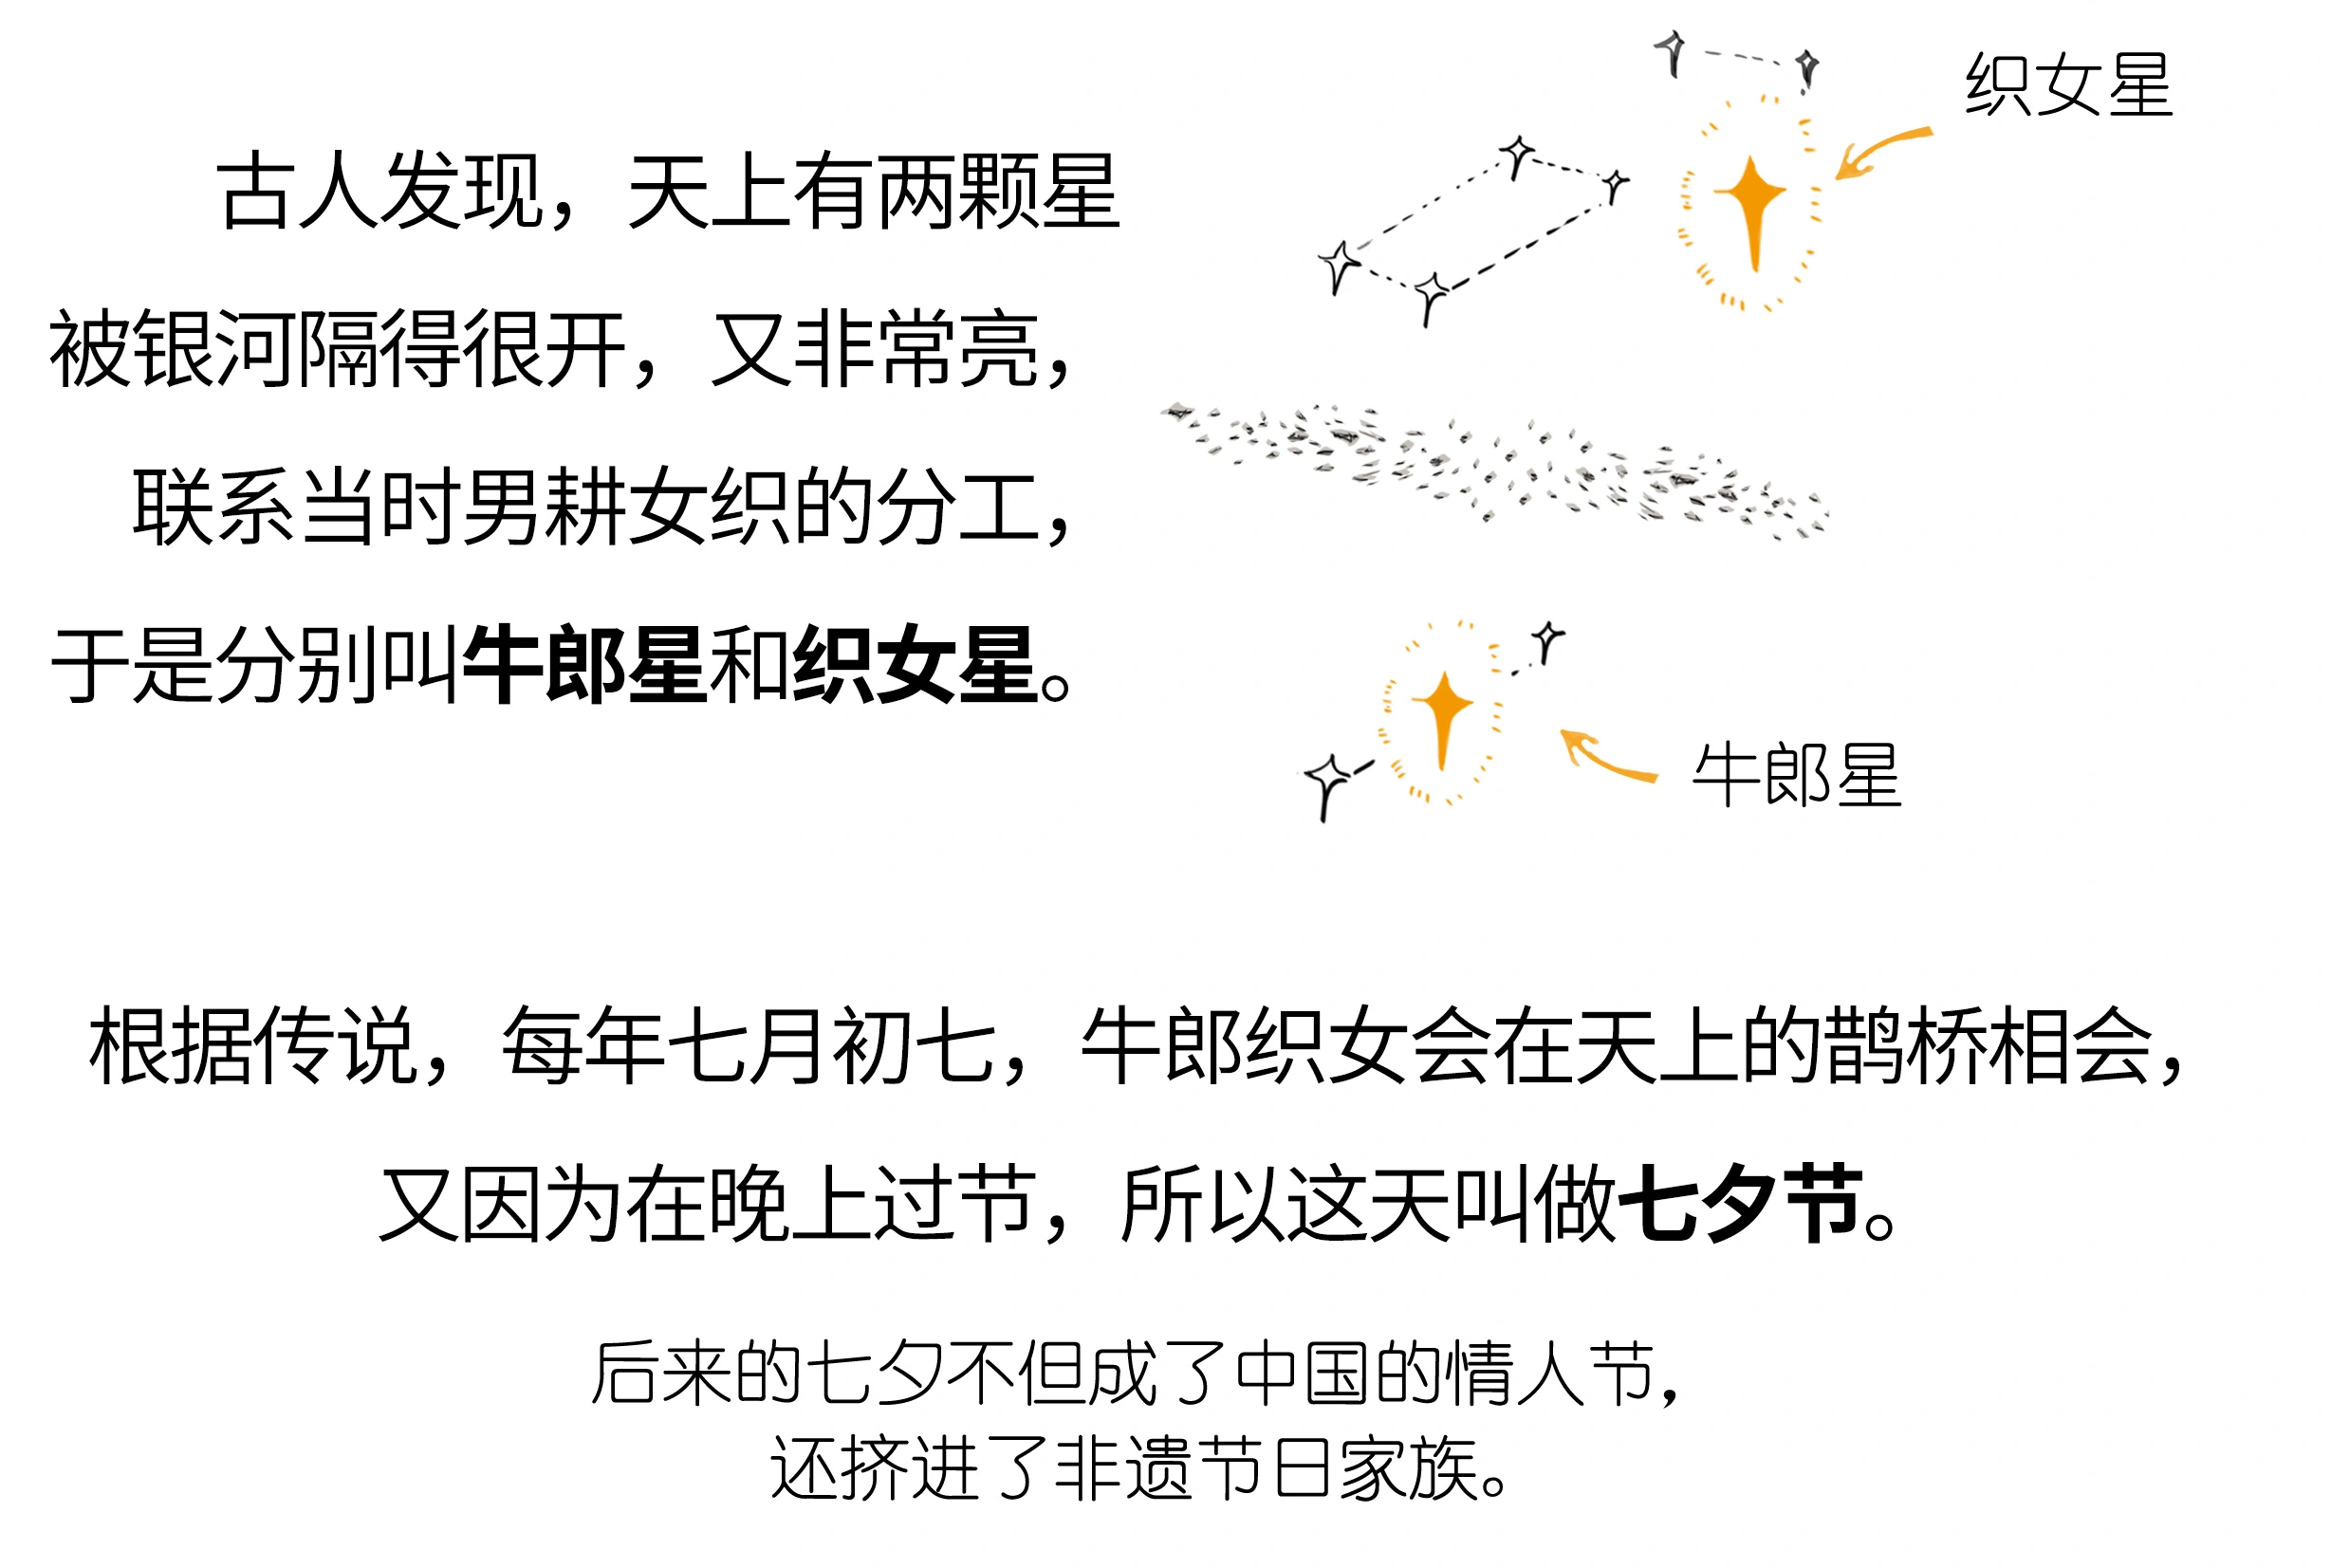 织女星
古人发现，天上有两颗星
被银河隔得很开，又非常亮，
联系当时男耕女织的分工，
于是分别叫牛郎星和织女星。
牛郎星
根据传说，每年七月初七，牛郎织女会在天上的鹊桥相会，
又因为在晚上过节，所以这天叫做七夕节。
后来的七夕不但成了中国的情人节，
还挤进了非遗节日家族。